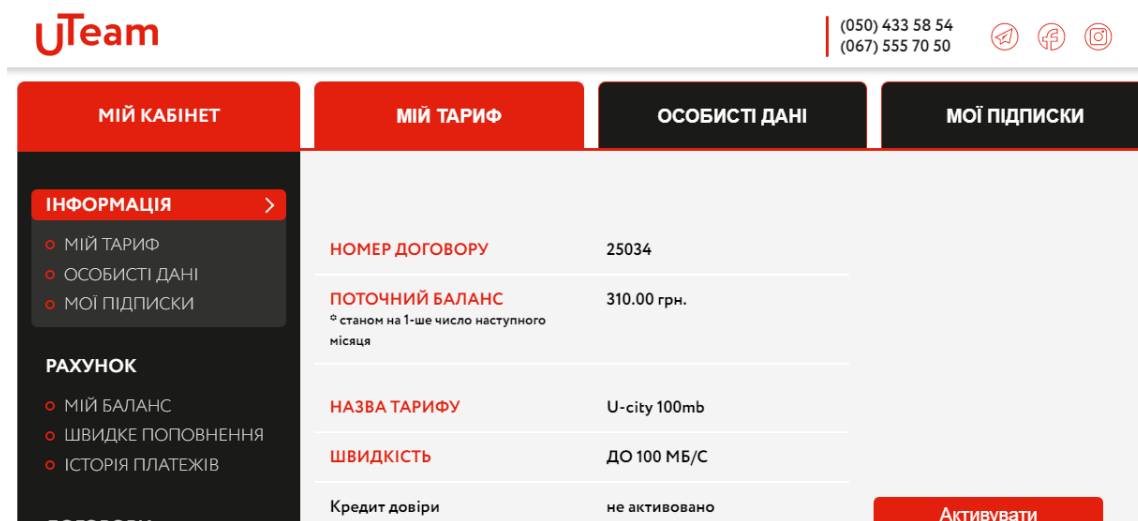 uTeam
(050) 433 58 54
(067) 555 70 50
МІЙ КАБІНЕТ
МІЙ ТАРИФ
ОСОБИСТІ ДАНІ
МОЇ ПІДПИСКИ
ІНФОРМАЦІЯ
МІЙ ТАРИФ
ОСОБИСТІ ДАНІ
МОЇ ПІДПИСКИ
РАХУНОК
МІЙ БАЛАНС
ШВИДКЕ ПОПОВНЕННЯ
ІСТОРІЯ ПЛАТЕЖІВ
НОМЕР ДОГОВОРУ 25034
ПОТОЧНИЙ БАЛАНС 310.00 грн.
* станом на 1-ше число наступного
місяця
НАЗВА ТАРИФУ U-city 100mb
ШВИДКІСТЬ ДО 100 МБ/С
Кредит довіри не активовано Активувати